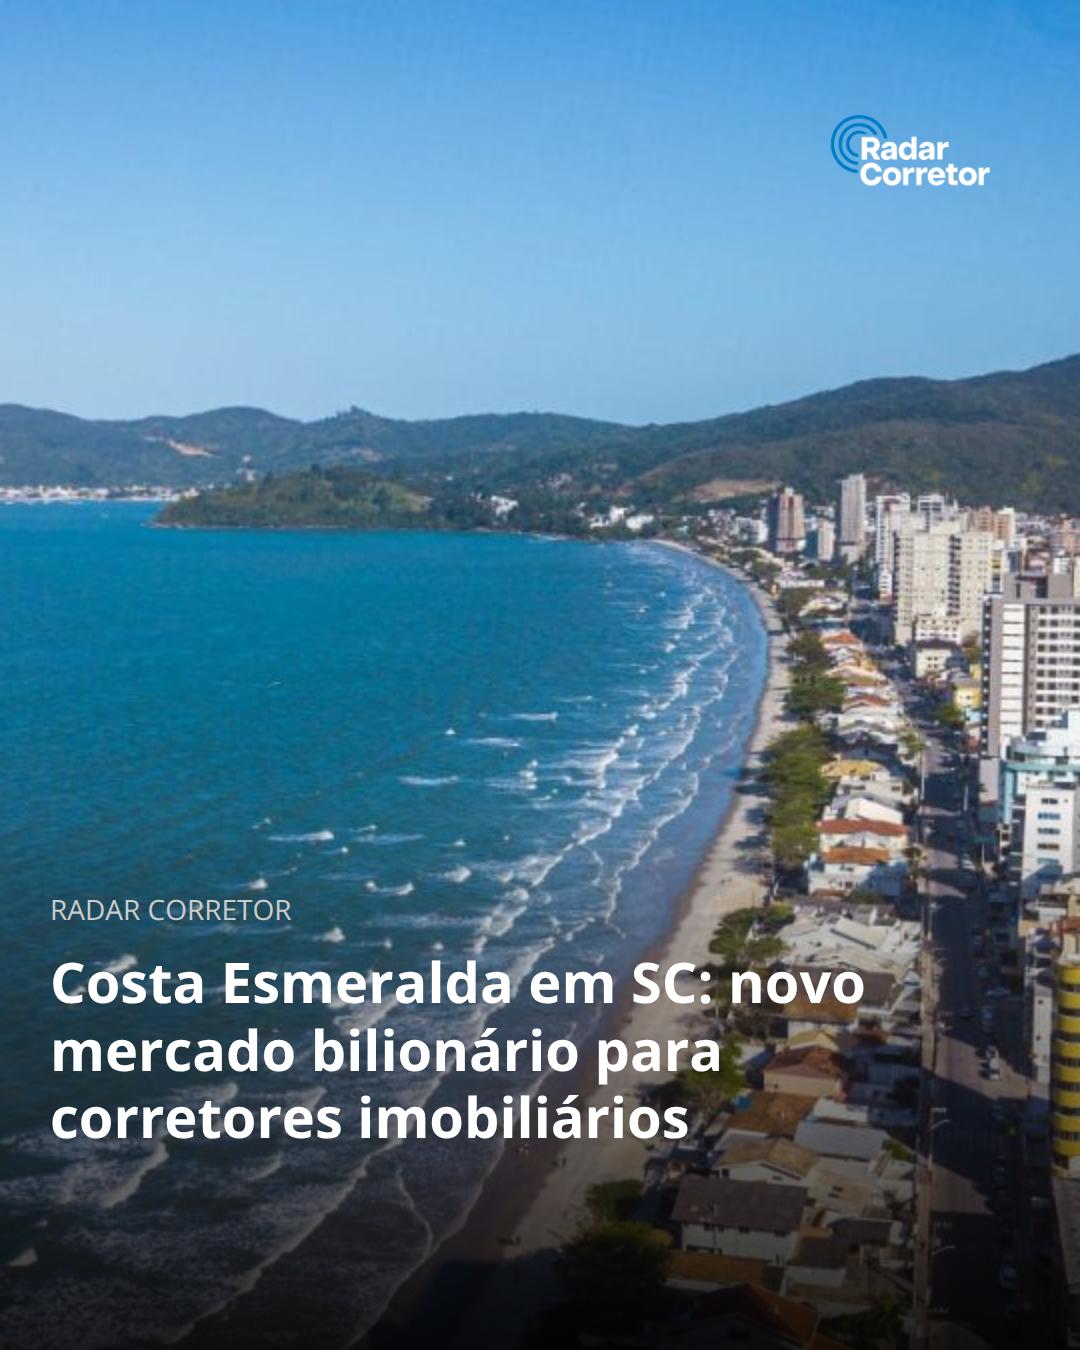 Radar
Corretor
RADAR CORRETOR
Costa Esmeralda em SC: novo
mercado bilionário para
corretores imobiliários